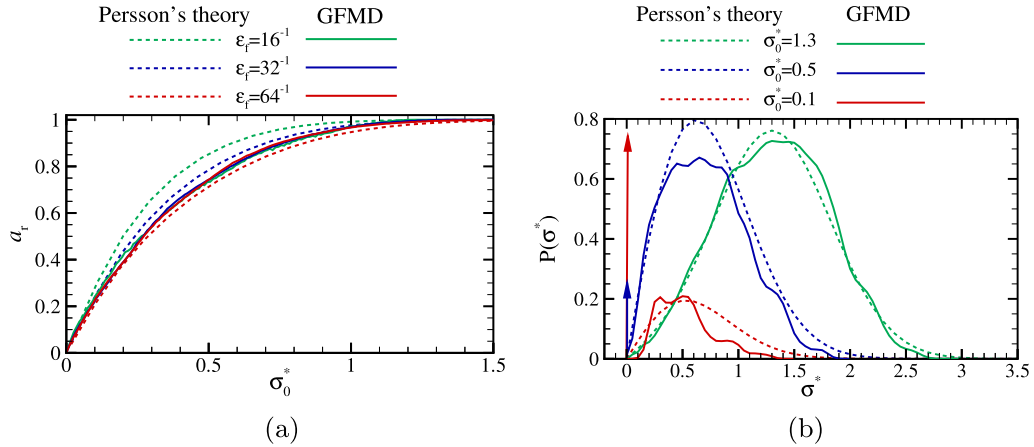 Persson's theory GFMD
ε_f=16^-1
ε_f=32^-1
ε_f=64^-1
a_r
1
0.8
0.6
0.4
0.2
0
0 0.5 1 1.5
σ_0^*
(a)
Persson's theory GFMD
σ_0^*=1.3
σ_0^*=0.5
σ_0^*=0.1
P(σ^*)
0.8
0.6
0.4
0.2
0
0 0.5 1 1.5 2 2.5 3 3.5
σ^*
(b)